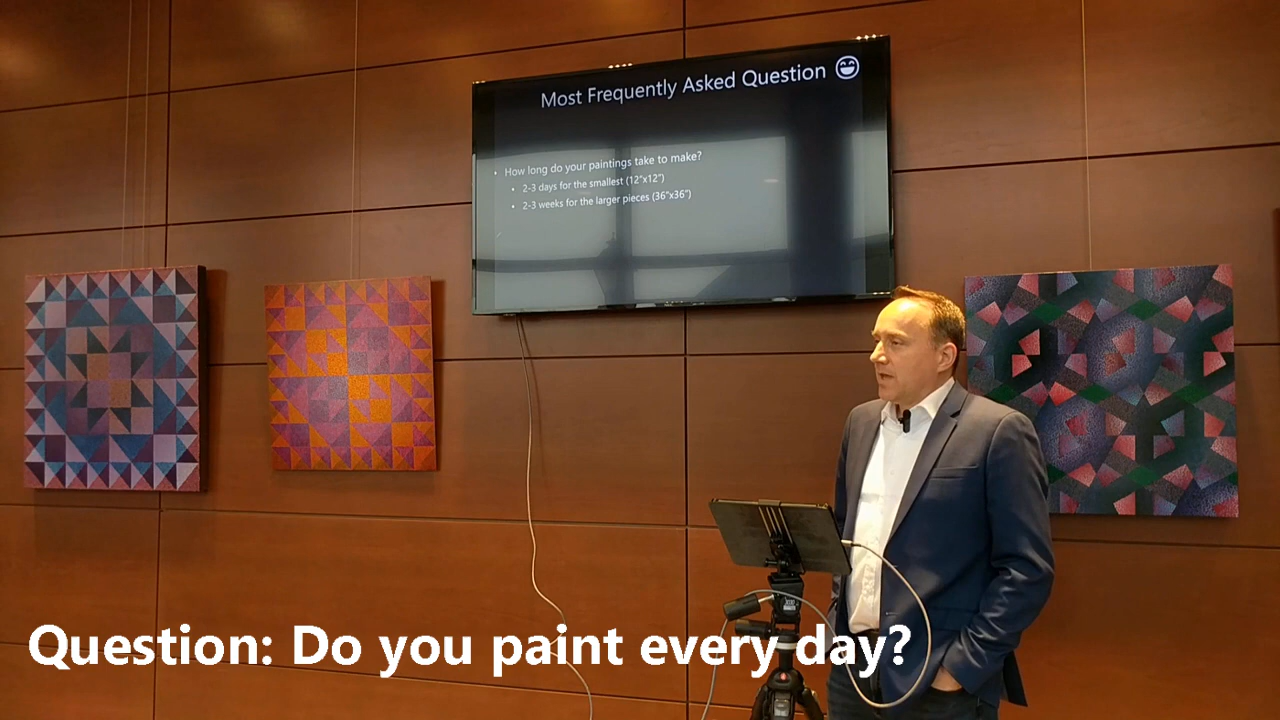 Most Frequently Asked Question 😄
• How long do your paintings take to make?
• 2-3 days for the smallest (12"x12")
• 2-3 weeks for the larger pieces (36"x36")
Question: Do you paint every day?